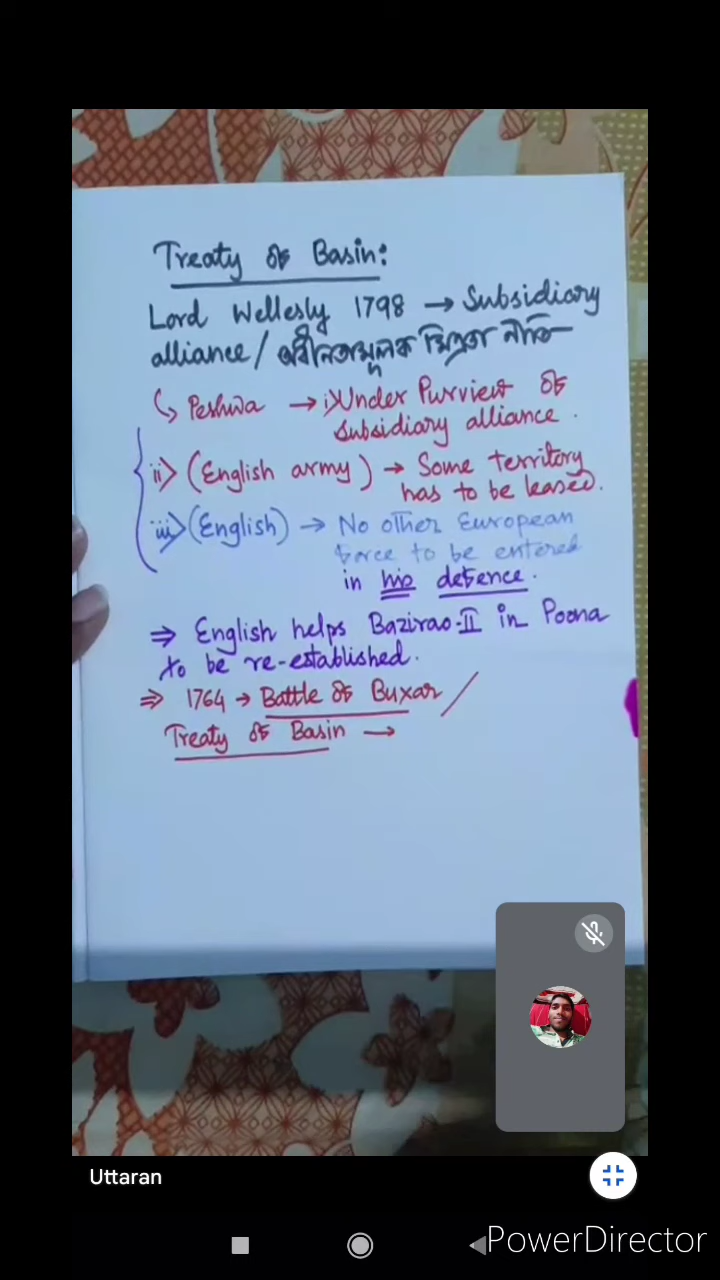 Treaty of Basin:
Lord Wellesly 1798 → Subsidiary
alliance / অধীনতামূলক মিত্রতা নীতি
↳ Peshwa → i) Under Purview of
Subsidiary alliance.
ii> (English army) → Some territory
has to be leased.
iii> (English) → No other European
force to be entered
in his defence.
⇒ English helps Bazirao-II in Poona
to be re-established.
⇒ 1764 → Battle of Buxar /
Treaty of Basin →
Uttaran
PowerDirector